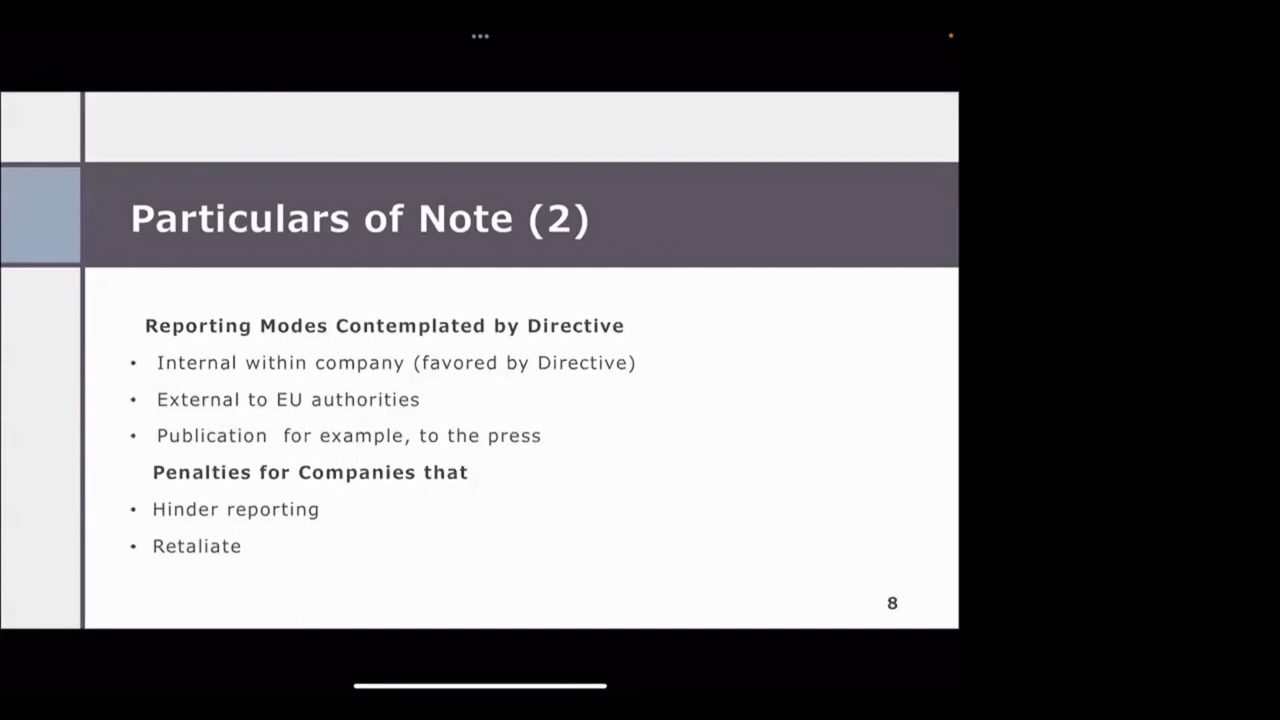 Particulars of Note (2)
Reporting Modes Contemplated by Directive
• Internal within company (favored by Directive)
• External to EU authorities
• Publication  for example, to the press
Penalties for Companies that
• Hinder reporting
• Retaliate
8